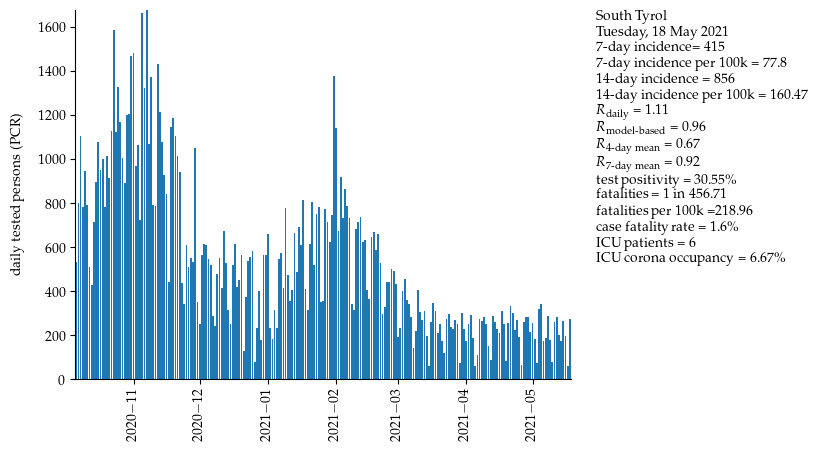 daily tested persons (PCR)
1600
1400
1200
1000
800
600
400
200
0
2020−11
2020−12
2021−01
2021−02
2021−03
2021−04
2021−05
South Tyrol
Tuesday, 18 May 2021
7-day incidence= 415
7-day incidence per 100k = 77.8
14-day incidence = 856
14-day incidence per 100k = 160.47
R daily = 1.11
R model-based = 0.96
R 4-day mean = 0.67
R 7-day mean = 0.92
test positivity = 30.55%
fatalities = 1 in 456.71
fatalities per 100k =218.96
case fatality rate = 1.6%
ICU patients = 6
ICU corona occupancy = 6.67%